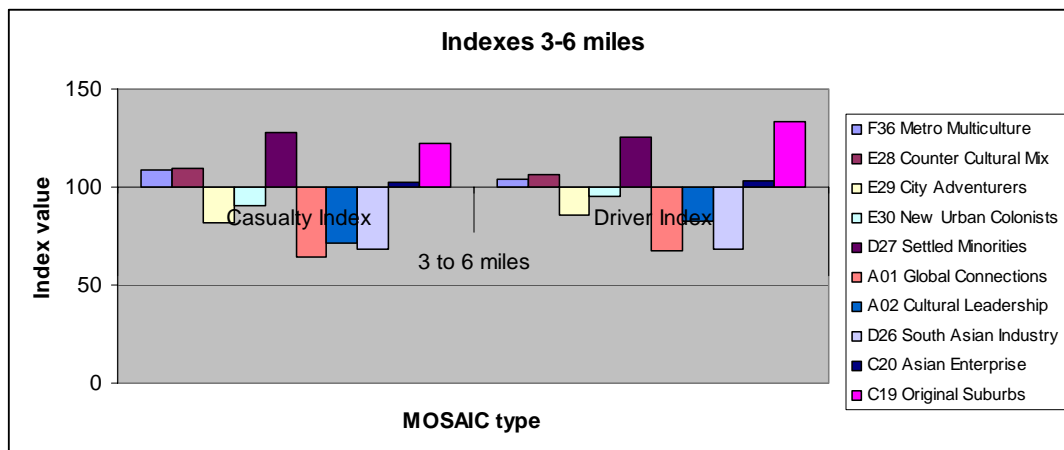 Indexes 3-6 miles
150
100
50
0
Index value
Casualty Index
Driver Index
3 to 6 miles
MOSAIC type
F36 Metro Multiculture
E28 Counter Cultural Mix
E29 City Adventurers
E30 New Urban Colonists
D27 Settled Minorities
A01 Global Connections
A02 Cultural Leadership
D26 South Asian Industry
C20 Asian Enterprise
C19 Original Suburbs